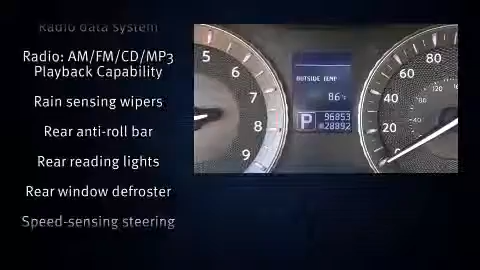 Radio data system
Radio: AM/FM/CD/MP3
Playback Capability
Rain sensing wipers
Rear anti-roll bar
Rear reading lights
Rear window defroster
Speed-sensing steering
5
6
7
8
9
OUTSIDE TEMP
86°F
P
96853
20
40
60
80